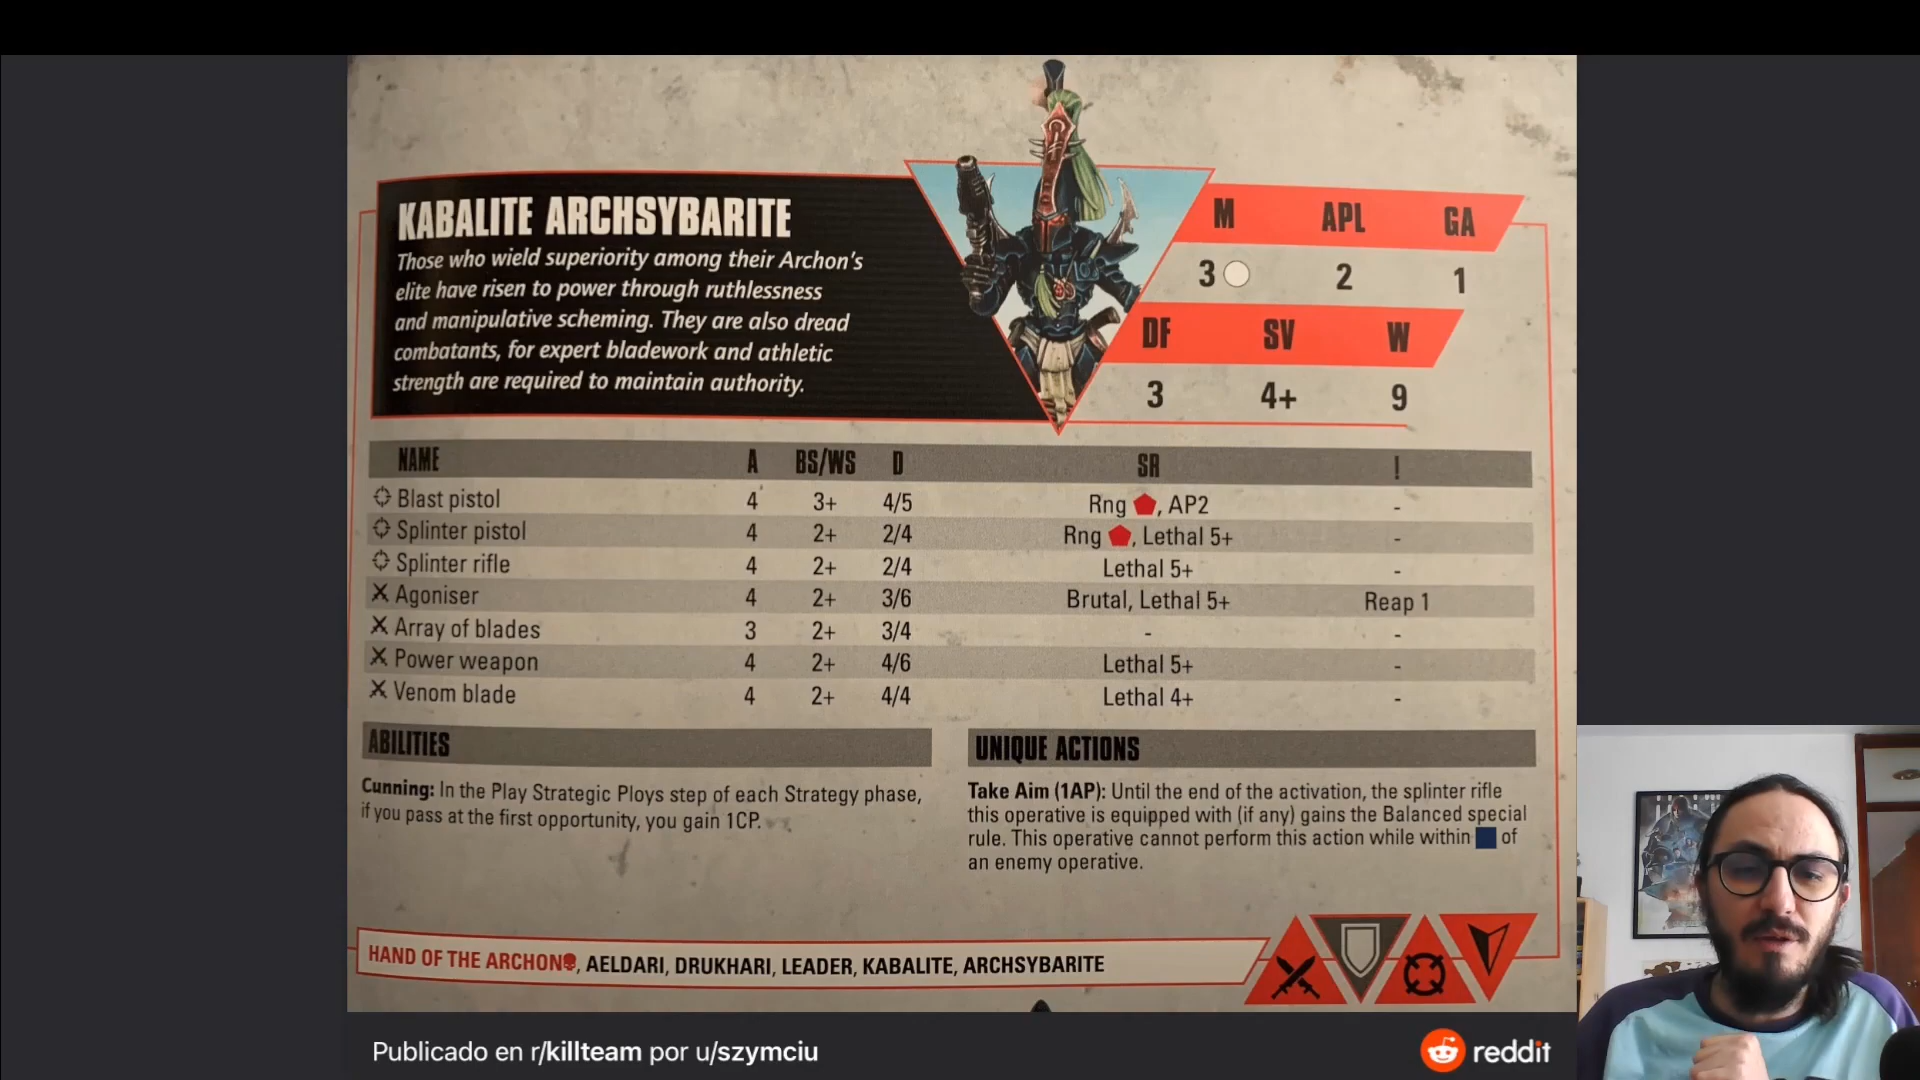 KABALITE ARCHSYBARITE
Those who wield superiority among their Archon's
elite have risen to power through ruthlessness
and manipulative scheming. They are also dread
combatants, for expert bladework and athletic
strength are required to maintain authority.
M APL GA
3 2 1
DF SV W
3 4+ 9
NAME A BS/WS D SR !
Blast pistol 4 3+ 4/5 Rng , AP2 -
Splinter pistol 4 2+ 2/4 Rng , Lethal 5+ -
Splinter rifle 4 2+ 2/4 Lethal 5+ -
Agoniser 4 2+ 3/6 Brutal, Lethal 5+ Reap 1
Array of blades 3 2+ 3/4 - -
Power weapon 4 2+ 4/6 Lethal 5+ -
Venom blade 4 2+ 4/4 Lethal 4+ -
ABILITIES
Cunning: In the Play Strategic Ploys step of each Strategy phase,
if you pass at the first opportunity, you gain 1CP.
UNIQUE ACTIONS
Take Aim (1AP): Until the end of the activation, the splinter rifle
this operative is equipped with (if any) gains the Balanced special
rule. This operative cannot perform this action while within of
an enemy operative.
HAND OF THE ARCHON, AELDARI, DRUKHARI, LEADER, KABALITE, ARCHSYBARITE
Publicado en r/killteam por u/szymciu
reddit